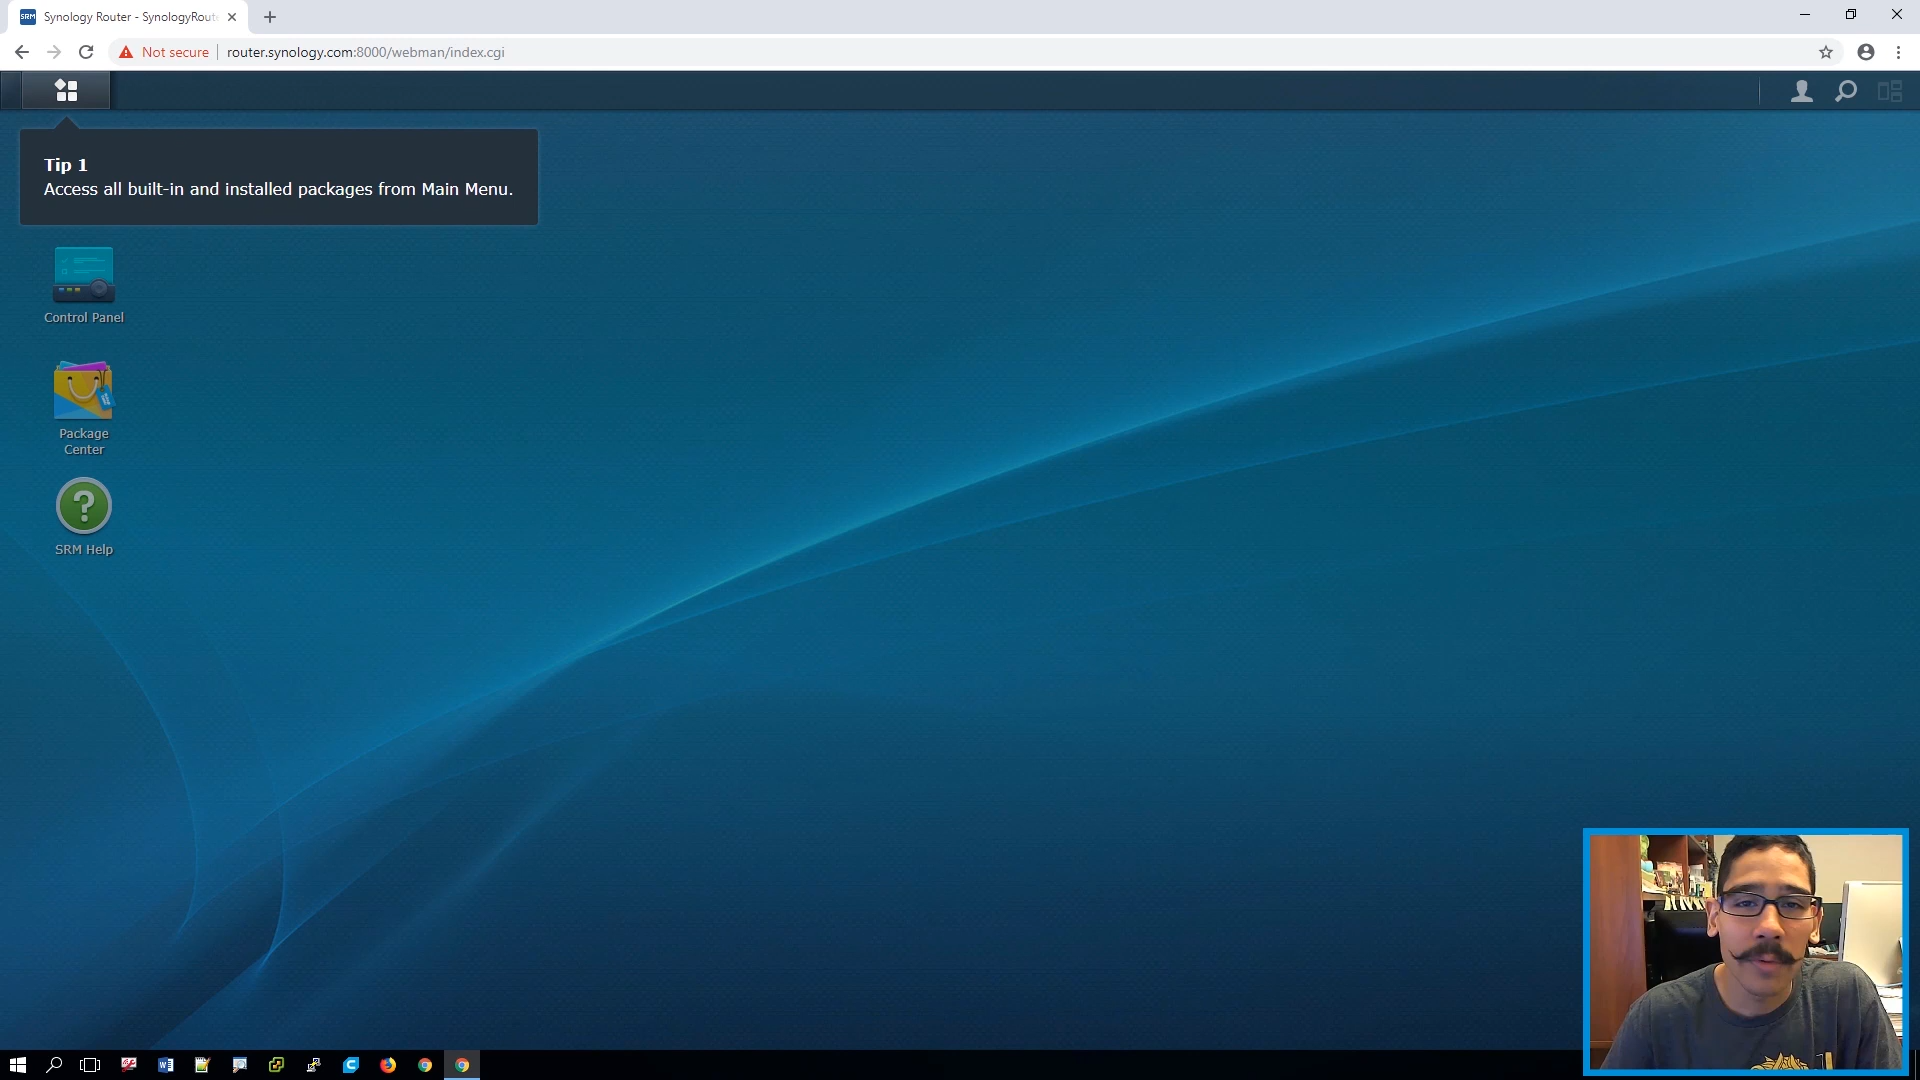 SRM
Synology Router - SynologyRout
Not secure
router.synology.com:8000/webman/index.cgi
Tip 1
Access all built-in and installed packages from Main Menu.
Control Panel
Package
Center
?
SRM Help